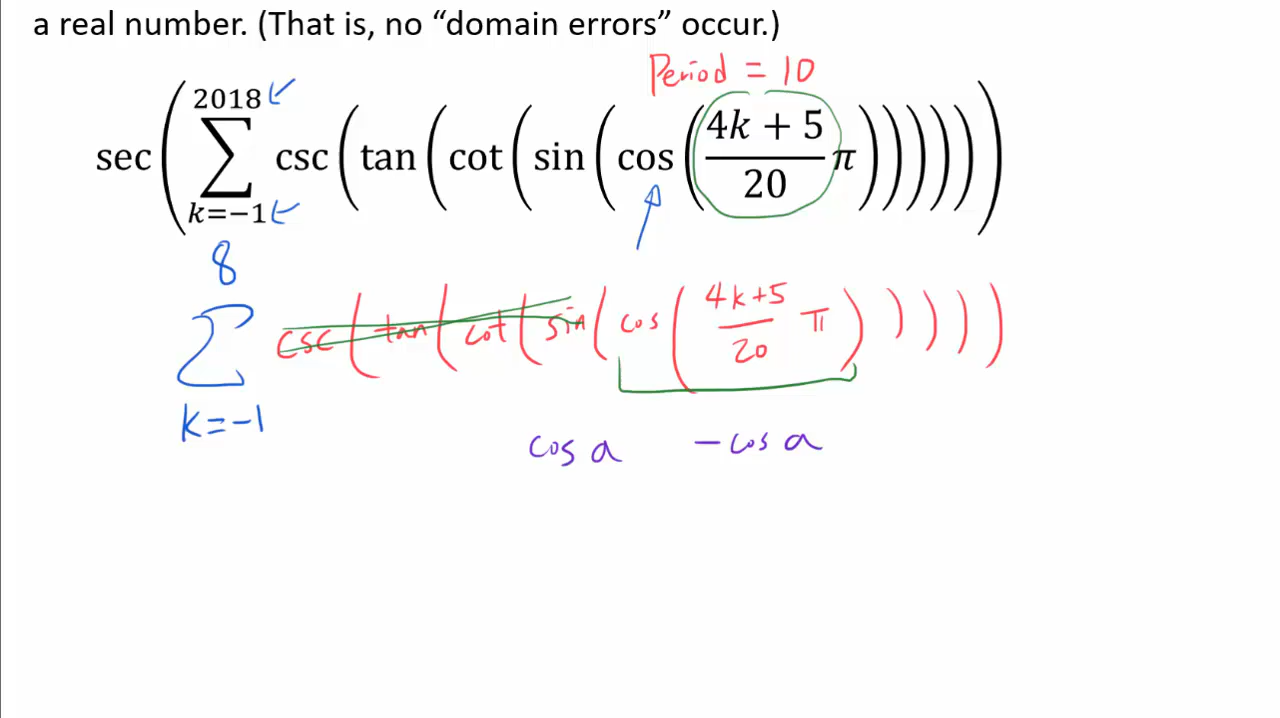 a real number. (That is, no “domain errors” occur.)
Period = 10
sec(∑_{k=−1}^{2018} csc(tan(cot(sin(cos((4k + 5)/20 π))))))
∑_{k=-1}^{8} csc(tan(cot(sin(cos((4k+5)/20 π)))))
cos a   - cos a